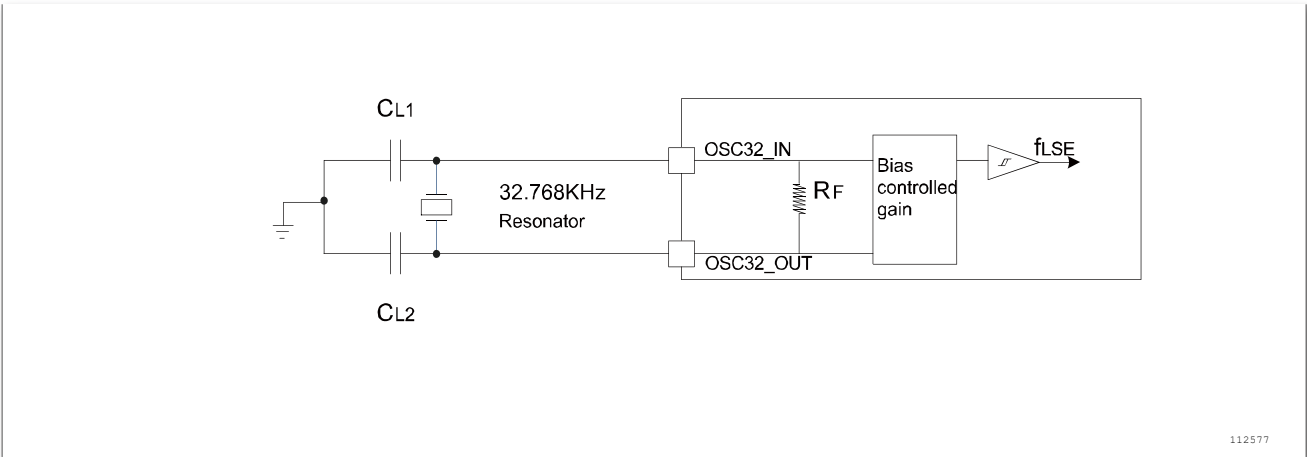 CL1
OSC32_IN
fLSE
Bias
controlled
gain
32.768KHz
Resonator
RF
OSC32_OUT
CL2
112577